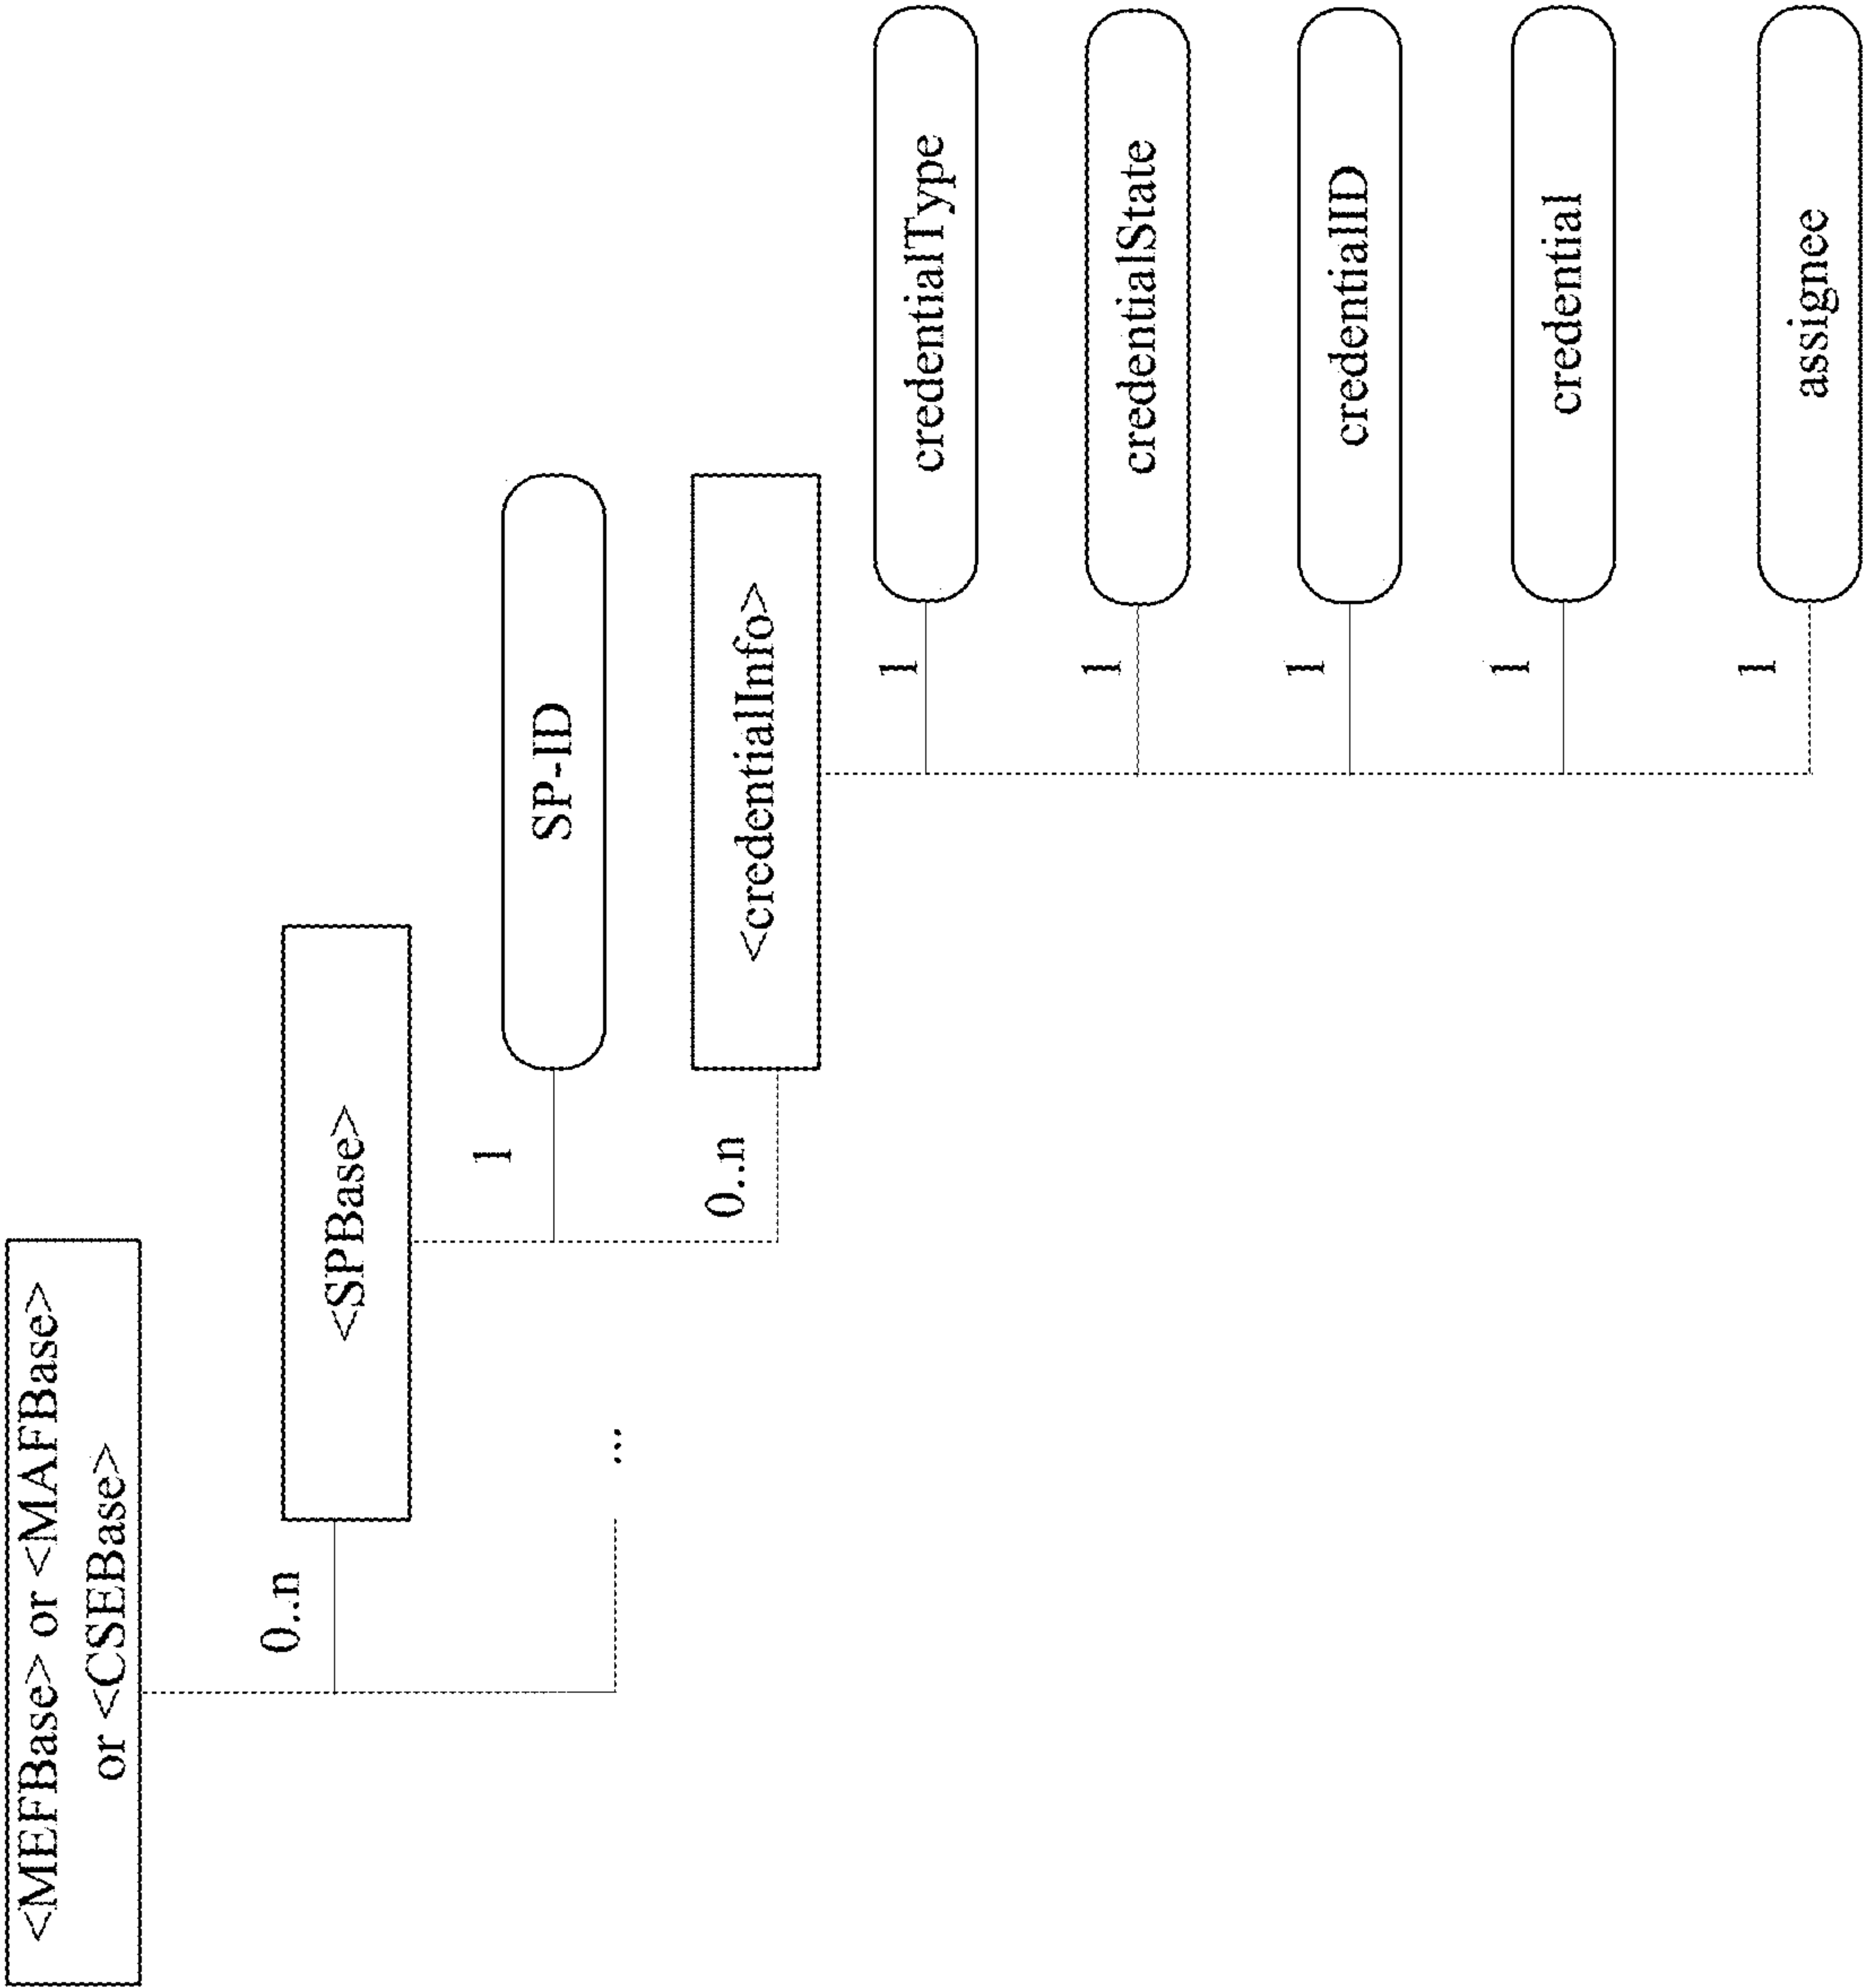 <MEFBase> or <MAFBase>
or <CSEBase>
0..n
<SPBase>
...
1
SP-ID
0..n
<credentialInfo>
1
credentialType
1
credentialState
1
credentialID
1
credential
1
assignee